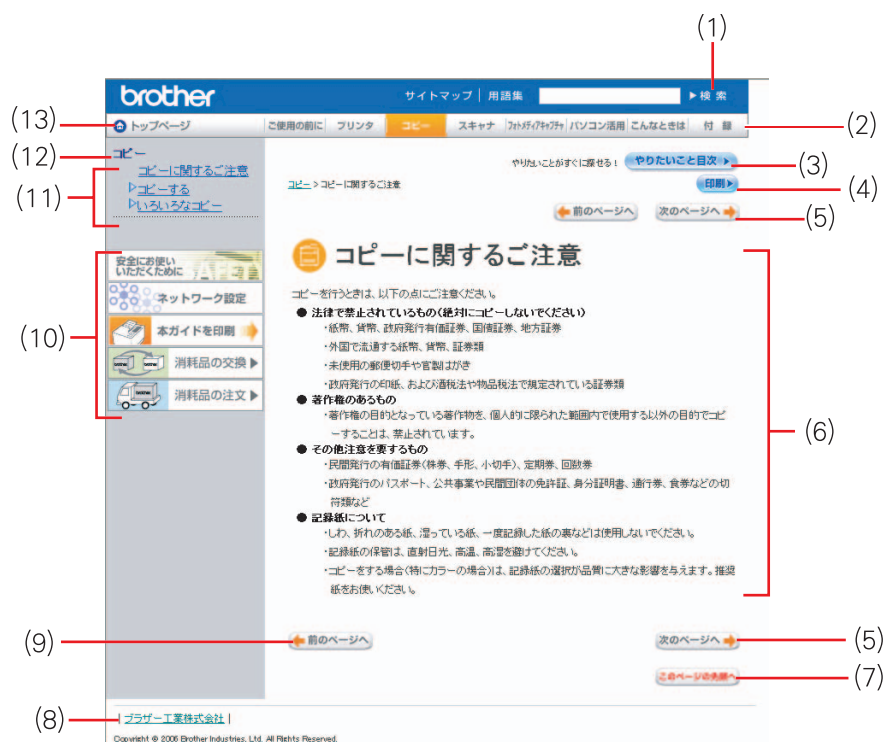 (1)
brother
サイトマップ | 用語集 ▶検 索
(13) トップページ ご使用の前に プリンタ コピー スキャナ フォトメディアキャプチャ パソコン活用 こんなときは 付 録 (2)
(12) コピー
コピーに関するご注意
(11) ▷コピーする
▷いろいろなコピー
やりたいことがすぐに探せる! やりたいこと目次 (3)
コピー > コピーに関するご注意 印刷 (4)
前のページへ 次のページへ (5)
安全にお使い
いただくために
ネットワーク設定
(10) 本ガイドを印刷
消耗品の交換▶
消耗品の注文▶
コピーに関するご注意
コピーを行うときは、以下の点にご注意ください。
● 法律で禁止されているもの(絶対にコピーしないでください)
・紙幣、貨幣、政府発行有価証券、国債証券、地方証券
・外国で流通する紙幣、貨幣、証券類
・未使用の郵便切手や官製はがき
・政府発行の印紙、および酒税法や物品税法で規定されている証券類
● 著作権のあるもの
・著作権の目的となっている著作物を、個人的に限られた範囲内で使用する以外の目的でコピ
ーすることは、禁止されています。
(6)
● その他注意を要するもの
・民間発行の有価証券(株券、手形、小切手)、定期券、回数券
・政府発行のパスポート、公共事業や民間団体の免許証、身分証明書、通行券、食券などの切
符類など
● 記録紙について
・しわ、折れのある紙、湿っている紙、一度記録した紙の裏などは使用しないでください。
・記録紙の保管は、直射日光、高温、高湿を避けてください。
・コピーをする場合(特にカラーの場合)は、記録紙の選択が品質に大きな影響を与えます。推奨
紙をお使いください。
(9) 前のページへ 次のページへ (5)
このページの先頭へ (7)
(8) | ブラザー工業株式会社 |
Copyright © 2006 Brother Industries, Ltd. All Rights Reserved.